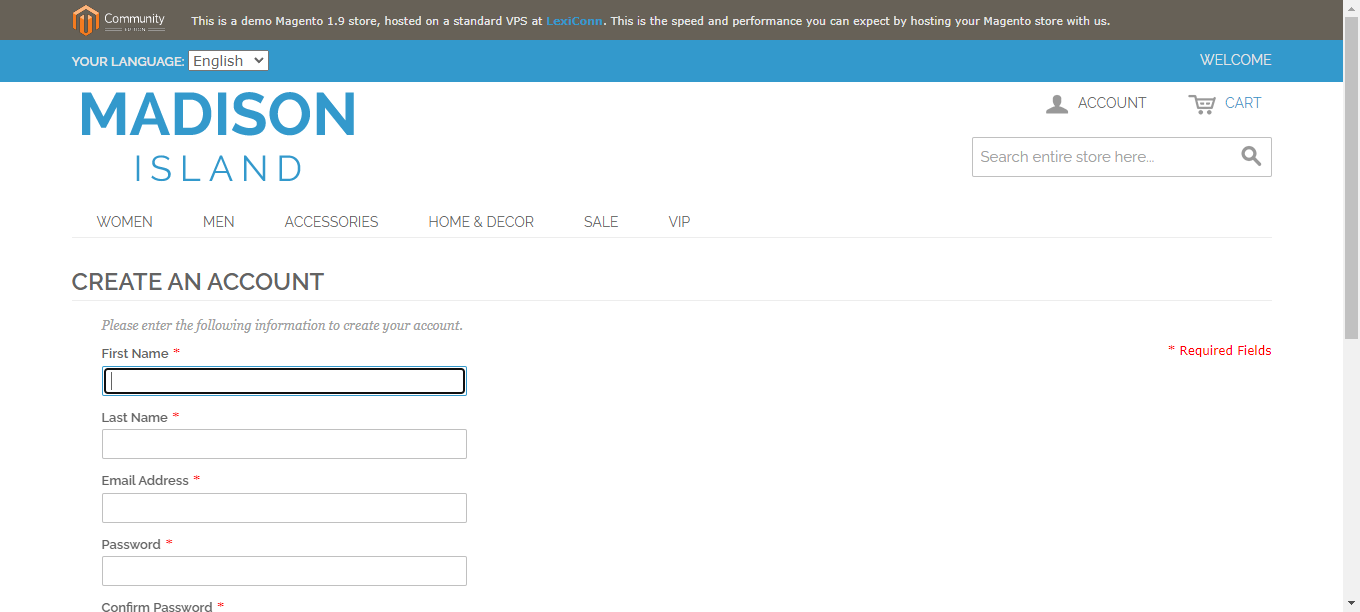 Community
EDITION
This is a demo Magento 1.9 store, hosted on a standard VPS at LexiConn. This is the speed and performance you can expect by hosting your Magento store with us.
YOUR LANGUAGE: English
WELCOME
MADISON
ISLAND
ACCOUNT
CART
Search entire store here...
WOMEN
MEN
ACCESSORIES
HOME & DECOR
SALE
VIP
CREATE AN ACCOUNT
Please enter the following information to create your account.
First Name *
* Required Fields
Last Name *
Email Address *
Password *
Confirm Password *